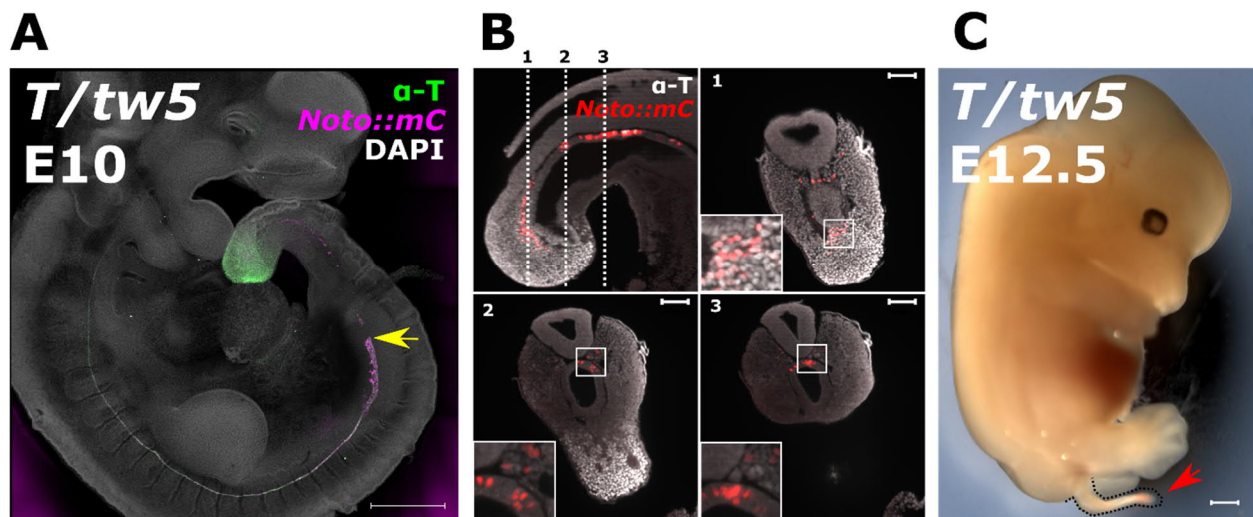 A
T/tw5
E10
α-T
Noto::mC
DAPI
B
1 2 3
α-T
Noto::mC
1
2
3
C
T/tw5
E12.5